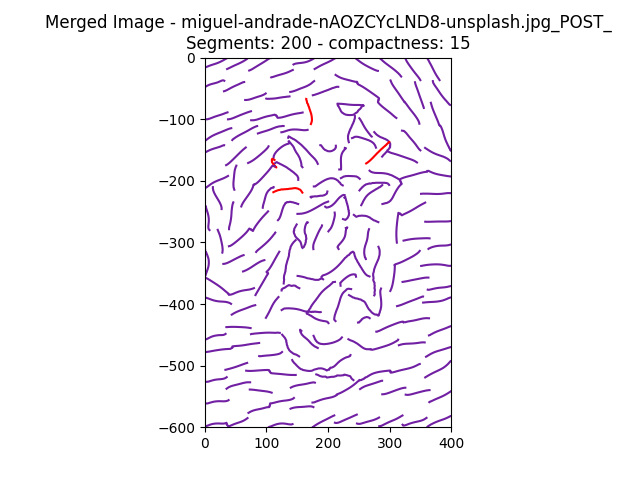 Merged Image - miguel-andrade-nAOZCYcLND8-unsplash.jpg_POST_
Segments: 200 - compactness: 15
0
−100
−200
−300
−400
−500
−600
0 100 200 300 400